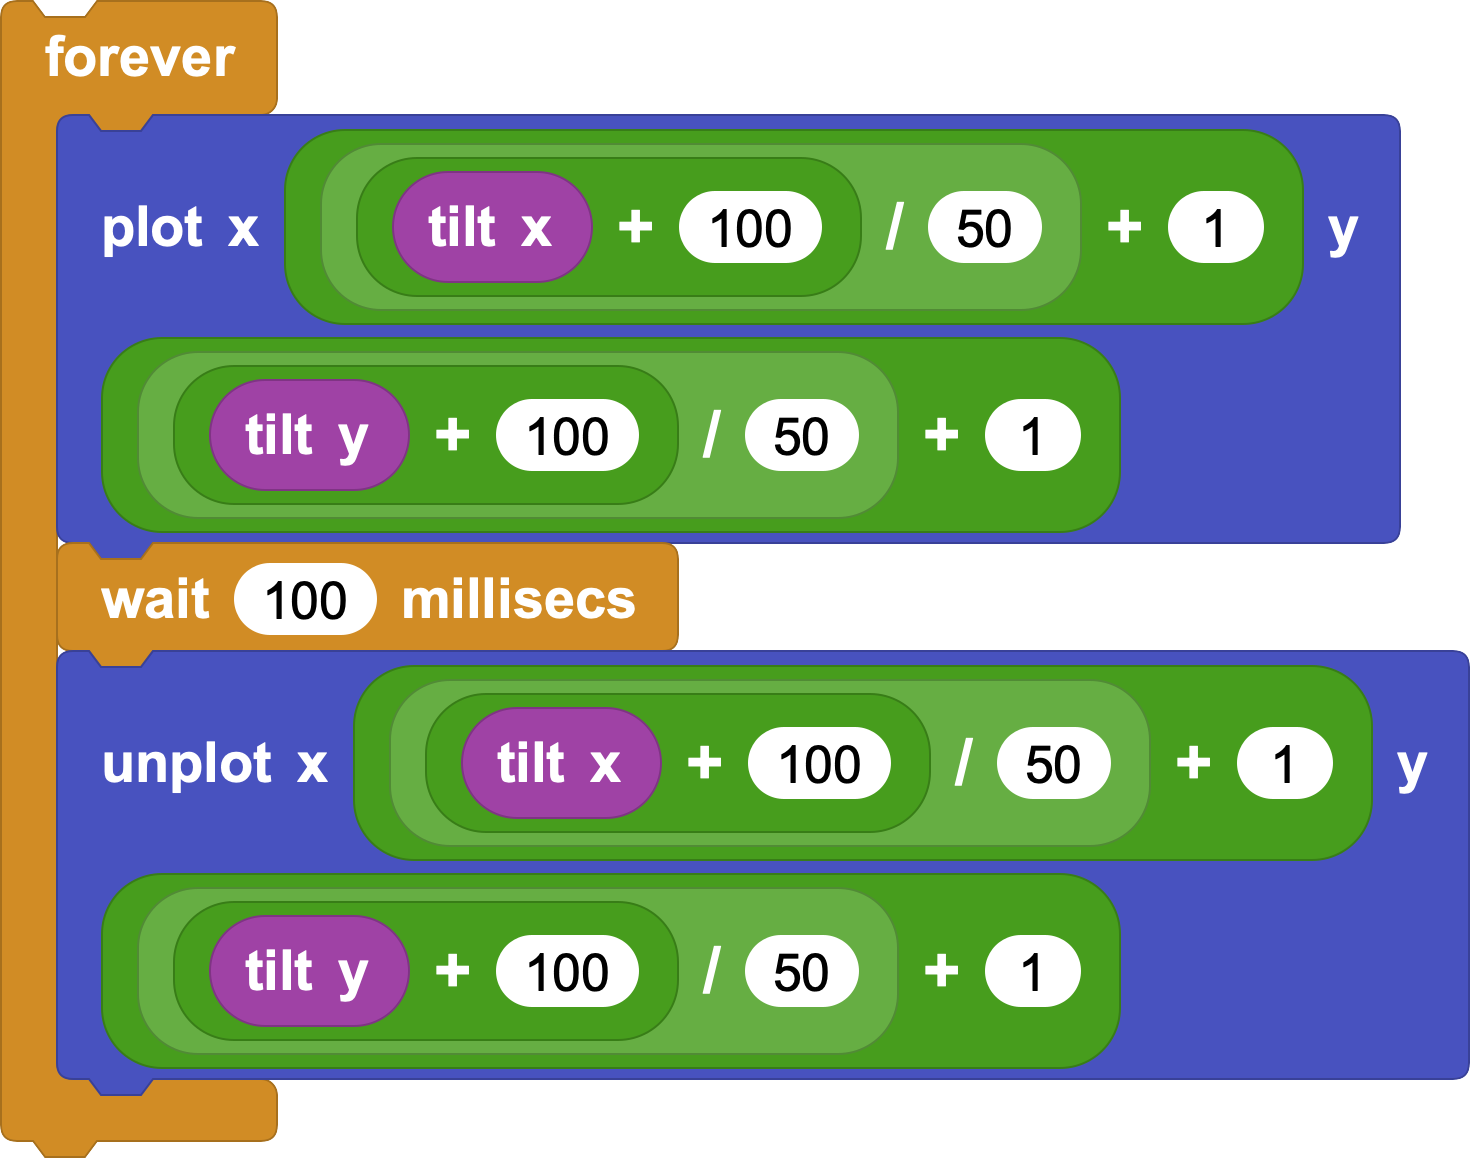 forever
plot x tilt x + 100 / 50 + 1 y
tilt y + 100 / 50 + 1
wait 100 millisecs
unplot x tilt x + 100 / 50 + 1 y
tilt y + 100 / 50 + 1